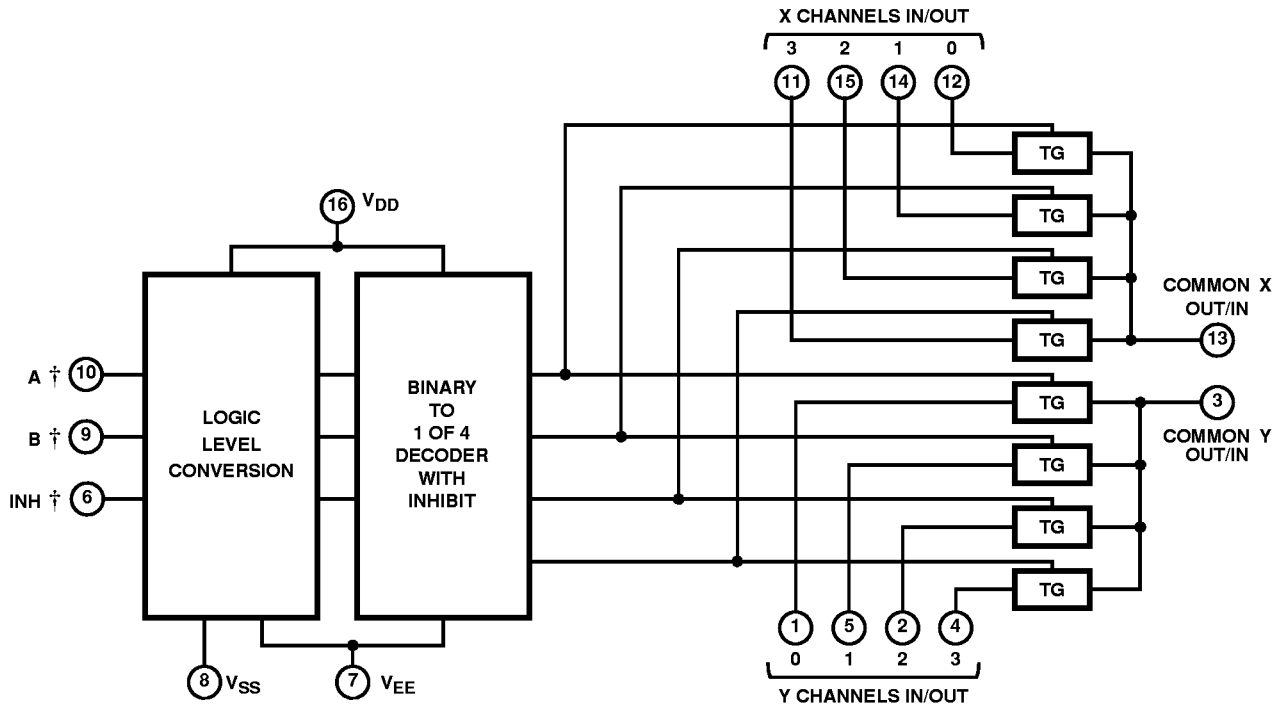 X CHANNELS IN/OUT
3 2 1 0
11 15 14 12
TG
16 VDD
TG
TG
COMMON X
OUT/IN
TG
13
A † 10
B † 9
INH † 6
LOGIC
LEVEL
CONVERSION
BINARY
TO
1 OF 4
DECODER
WITH
INHIBIT
TG
3
COMMON Y
OUT/IN
TG
TG
TG
8 VSS
7 VEE
1 5 2 4
0 1 2 3
Y CHANNELS IN/OUT